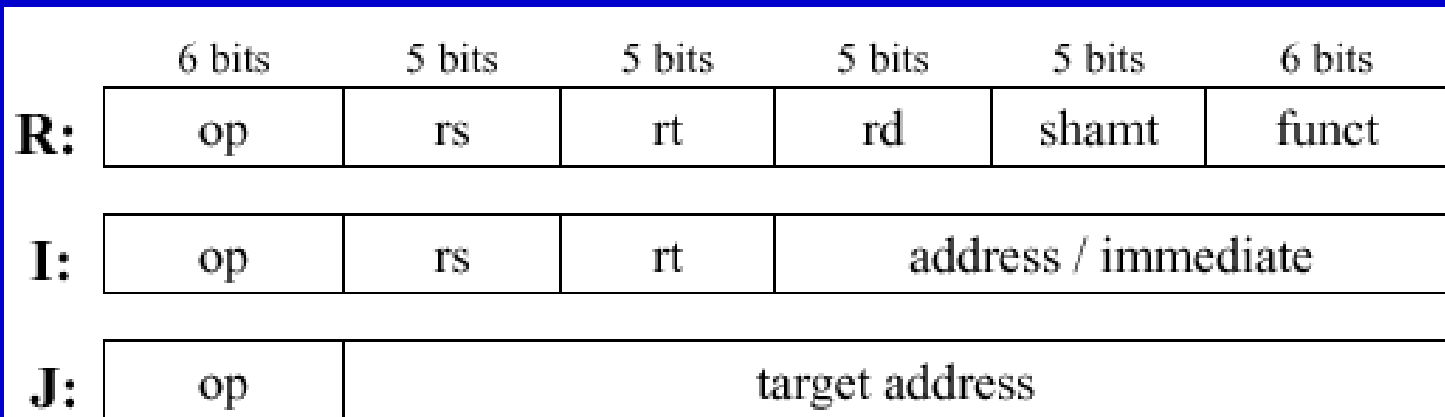 6 bits 5 bits 5 bits 5 bits 5 bits 6 bits
R: op rs rt rd shamt funct
I: op rs rt address / immediate
J: op target address